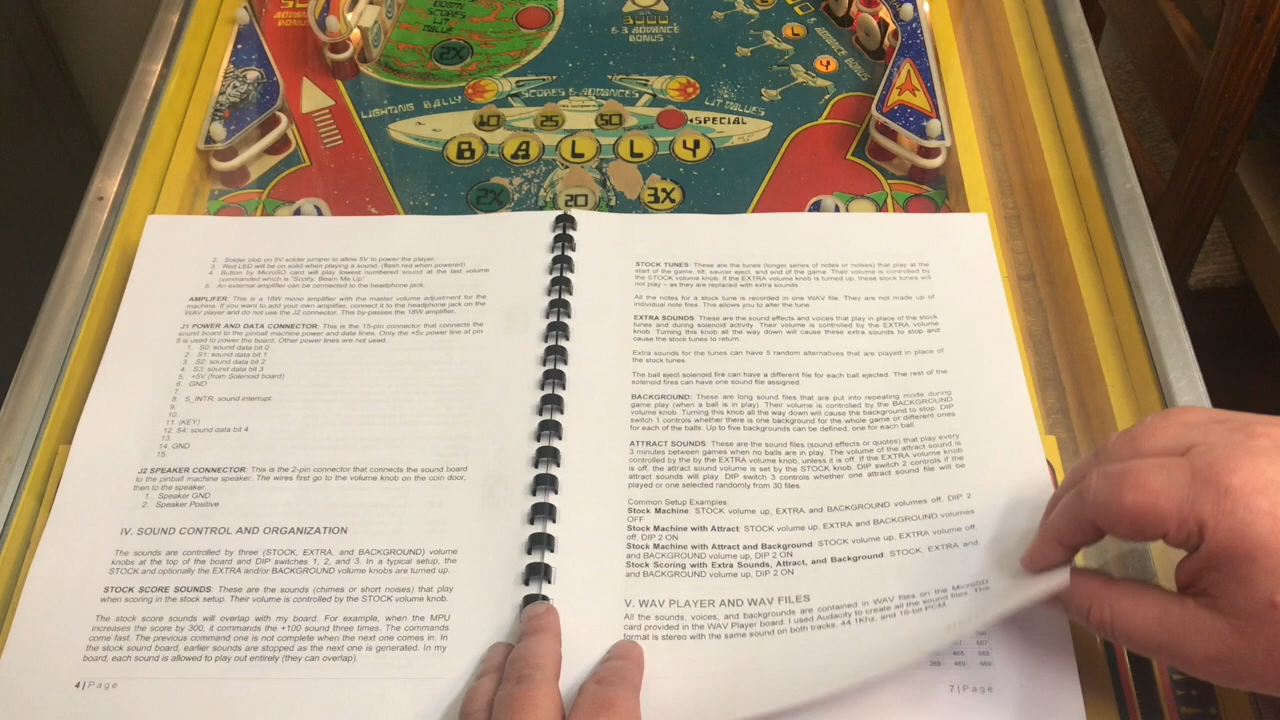 ADVANCE
BONUS
DOWN
SCORES
LIT
VALUE
2X
3000
& 3 ADVANCE
BONUS
ADVANCE
BONUS
L
Y
LIGHTING BALLY
SCORES & ADVANCES
LIT VALUES
10 25 50 SPECIAL
B A L L Y
2X 20 3X
2. Solder blob on 5V solder jumper to allow 5V to power the player.
3. Red LED will be on solid when playing a sound. (flash red when powered)
4. Button by MicroSD card will play lowest numbered sound at the last volume
commanded which is "Scotty, Beam Me Up"
5. An external amplifier can be connected to the headphone jack.
AMPLIFER: This is a 18W mono amplifier with the master volume adjustment for the
machine. If you want to add your own amplifier, connect it to the headphone jack on the
WAV player and do not use the J2 connector. This by-passes the 18W amplifier.
J1 POWER AND DATA CONNECTOR: This is the 15-pin connector that connects the
sound board to the pinball machine power and data lines. Only the +5v power line at pin
5 is used to power the board. Other power lines are not used.
1. S0: sound data bit 0
2. S1: sound data bit 1
3. S2: sound data bit 2
4. S3: sound data bit 3
5. +5V (from Solenoid board)
6. GND
7.
8. S_INTR: sound interrupt
9.
10.
11. (KEY)
12. S4: sound data bit 4
13.
14. GND
15.
J2 SPEAKER CONNECTOR: This is the 2-pin connector that connects the sound board
to the pinball machine speaker. The wires first go to the volume knob on the coin door,
then to the speaker.
1. Speaker GND
2. Speaker Positive
IV. SOUND CONTROL AND ORGANIZATION
The sounds are controlled by three (STOCK, EXTRA, and BACKGROUND) volume
knobs at the top of the board and DIP switches 1, 2, and 3. In a typical setup, the
STOCK and optionally the EXTRA and/or BACKGROUND volume knobs are turned up.
STOCK SCORE SOUNDS: These are the sounds (chimes or short noises) that play
when scoring in the stock setup. Their volume is controlled by the STOCK volume knob.
The stock score sounds will overlap with my board. For example, when the MPU
increases the score by 300, it commands the +100 sound three times. The commands
come fast. The previous command one is not complete when the next one comes in. In
the stock sound board, earlier sounds are stopped as the next one is generated. In my
board, each sound is allowed to play out entirely (they can overlap).
4 | Page
STOCK TUNES: These are the tunes (longer series of notes or noises) that play at the
start of the game, tilt, saucer eject, and end of the game. Their volume is controlled by
the STOCK volume knob. If the EXTRA volume knob is turned up, these stock tunes will
not play – as they are replaced with extra sounds.
All the notes for a stock tune is recorded in one WAV file. They are not made up of
individual note files. This allows you to alter the tune.
EXTRA SOUNDS: These are the sound effects and voices that play in place of the stock
tunes and during solenoid activity. Their volume is controlled by the EXTRA volume
knob. Turning this knob all the way down will cause these extra sounds to stop and
cause the stock tunes to return.
Extra sounds for the tunes can have 5 random alternatives that are played in place of
the stock tunes.
The ball eject solenoid fire can have a different file for each ball ejected. The rest of the
solenoid fires can have one sound file assigned
BACKGROUND: These are long sound files that are put into repeating mode during
game play (when a ball is in play). Their volume is controlled by the BACKGROUND
volume knob. Turning this knob all the way down will cause the background to stop. DIP
switch 1 controls whether there is one background for the whole game or different ones
for each of the balls. Up to five backgrounds can be defined, one for each ball.
ATTRACT SOUNDS: These are the sound files (sound effects or quotes) that play every
3 minutes between games when no balls are in play. The volume of the attract sound is
controlled by the by the EXTRA volume knob, unless it is off. If the EXTRA volume knob
is off, the attract sound volume is set by the STOCK knob. DIP switch 2 controls if the
attract sounds will play. DIP switch 3 controls whether one attract sound file will be
played or one selected randomly from 30 files.
Common Setup Examples:
Stock Machine: STOCK volume up, EXTRA and BACKGROUND volumes off, DIP 2
OFF
Stock Machine with Attract: STOCK volume up, EXTRA and BACKGROUND volumes
off, DIP 2 ON
Stock Machine with Attract and Background: STOCK volume up, EXTRA volume off,
and BACKGROUND volume up, DIP 2 ON
Stock Scoring with Extra Sounds, Attract, and Background: STOCK, EXTRA and,
and BACKGROUND volume up, DIP 2 ON
V. WAV PLAYER AND WAV FILES
All the sounds, voices, and backgrounds are contained in WAV files on the MicroSD
card provided in the WAV Player board. I used Audacity to create all the sound files. The
format is stereo with the same sound on both tracks, 44.1Khz, and 16-bit PCM.
667
468 668
269 469 669
7 | Page